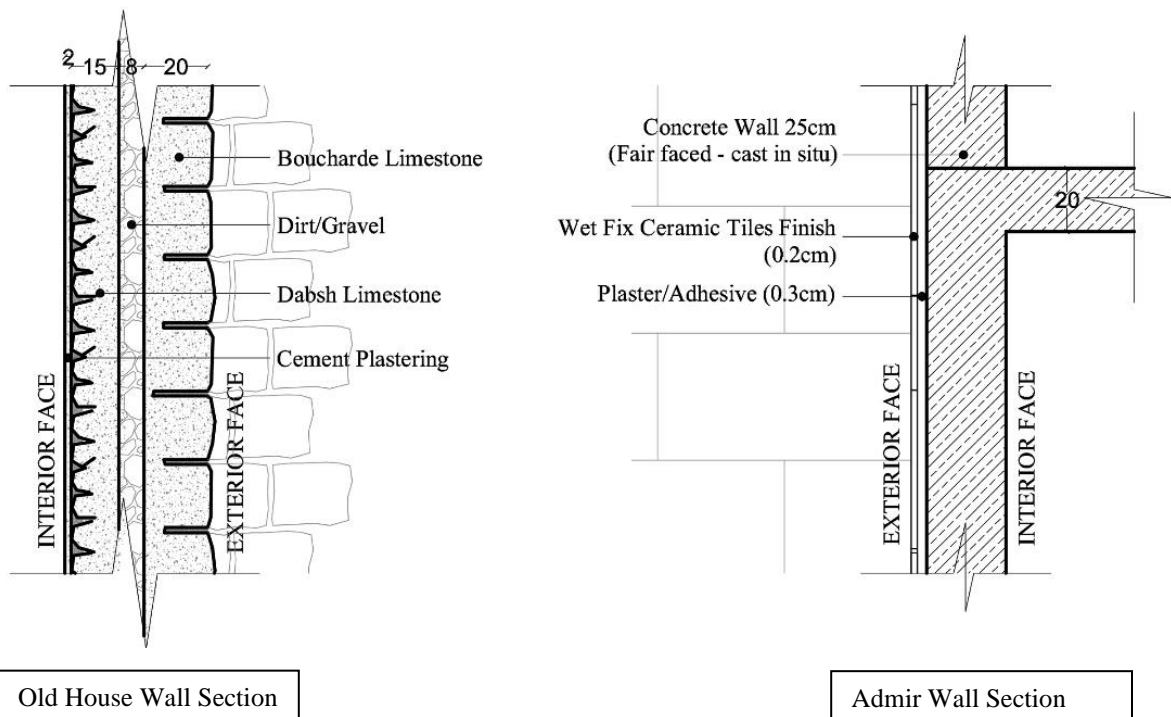 2 15 8 20
Boucharde Limestone
Dirt/Gravel
Dabsh Limestone
Cement Plastering
INTERIOR FACE
EXTERIOR FACE
Old House Wall Section
Concrete Wall 25cm
(Fair faced - cast in situ)
20
Wet Fix Ceramic Tiles Finish
(0.2cm)
Plaster/Adhesive (0.3cm)
EXTERIOR FACE
INTERIOR FACE
Admir Wall Section